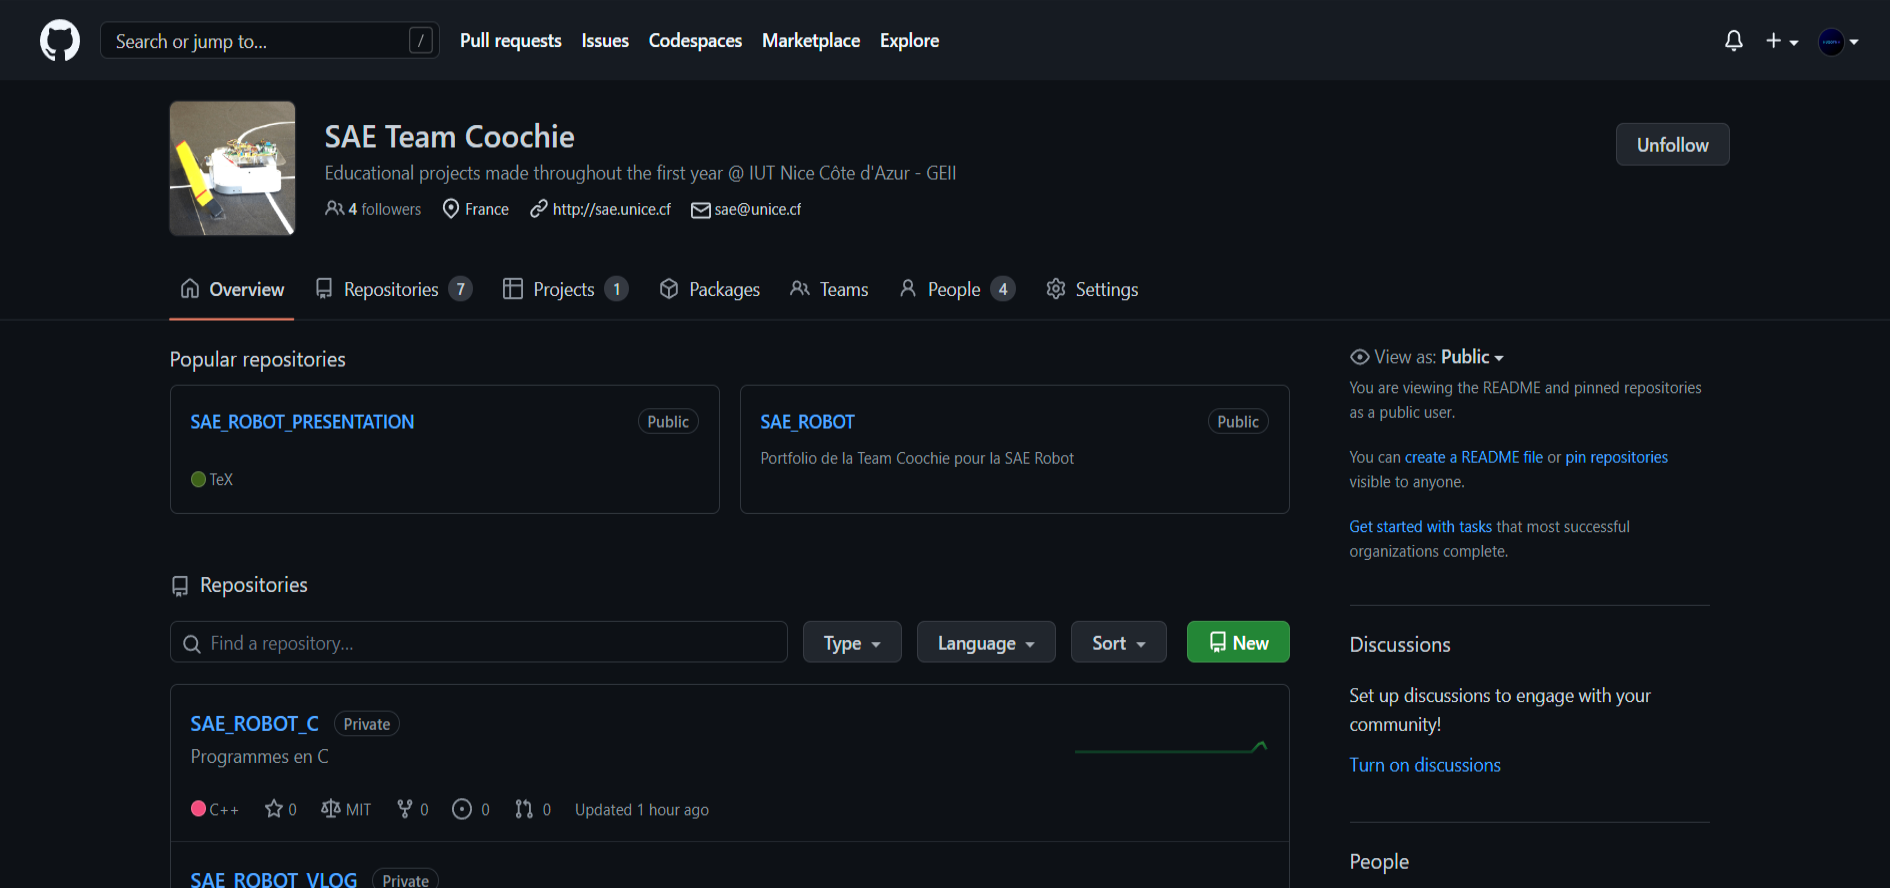 Search or jump to... /
Pull requests Issues Codespaces Marketplace Explore
SAE Team Coochie
Unfollow
Educational projects made throughout the first year @ IUT Nice Côte d'Azur - GEII
4 followers France http://sae.unice.cf sae@unice.cf
Overview Repositories 7 Projects 1 Packages Teams People 4 Settings
Popular repositories
SAE_ROBOT_PRESENTATION Public
TeX
SAE_ROBOT Public
Portfolio de la Team Coochie pour la SAE Robot
Repositories
Find a repository...
Type Language Sort New
SAE_ROBOT_C Private
Programmes en C
C++ 0 MIT 0 0 0 Updated 1 hour ago
SAE_ROBOT_VLOG Private
View as: Public
You are viewing the README and pinned repositories
as a public user.
You can create a README file or pin repositories
visible to anyone.
Get started with tasks that most successful
organizations complete.
Discussions
Set up discussions to engage with your
community!
Turn on discussions
People